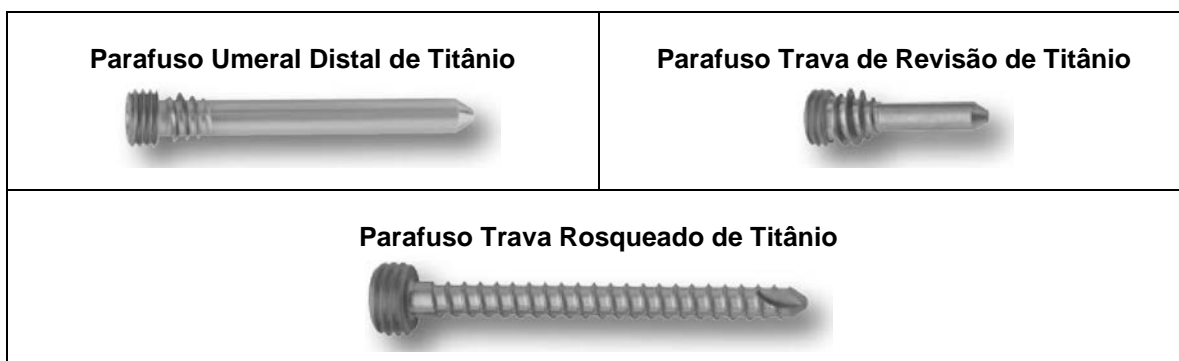 Parafuso Umeral Distal de Titânio
Parafuso Trava de Revisão de Titânio
Parafuso Trava Rosqueado de Titânio